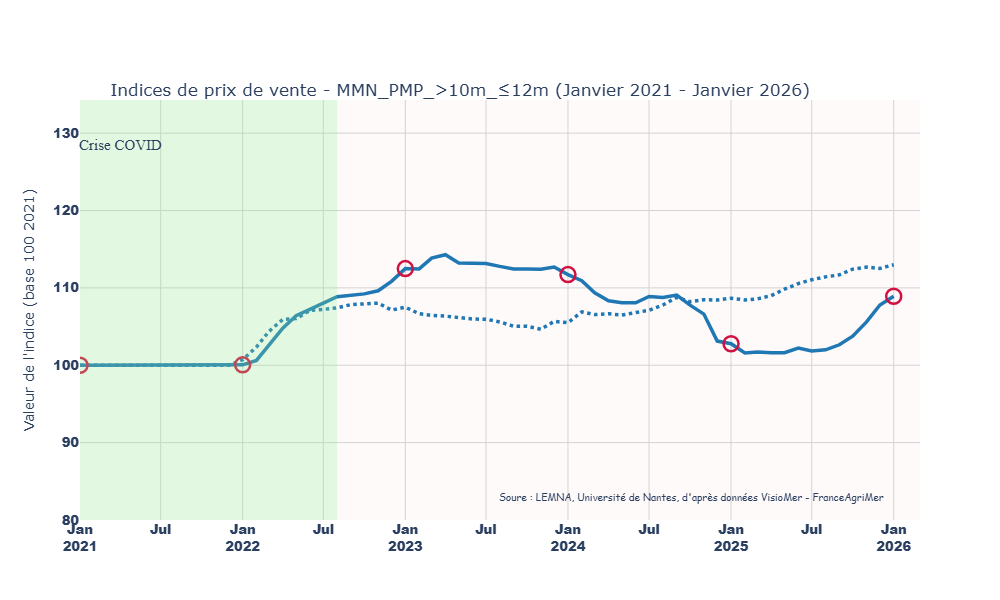 Indices de prix de vente - MMN_PMP_>10m_≤12m (Janvier 2021 - Janvier 2026)
Valeur de l'indice (base 100 2021)
130
120
110
100
90
80
Crise COVID
Soure : LEMNA, Université de Nantes, d'après données VisioMer - FranceAgriMer
Jan Jul Jan Jul Jan Jul Jan Jul Jan Jul Jan
2021 2022 2023 2024 2025 2026